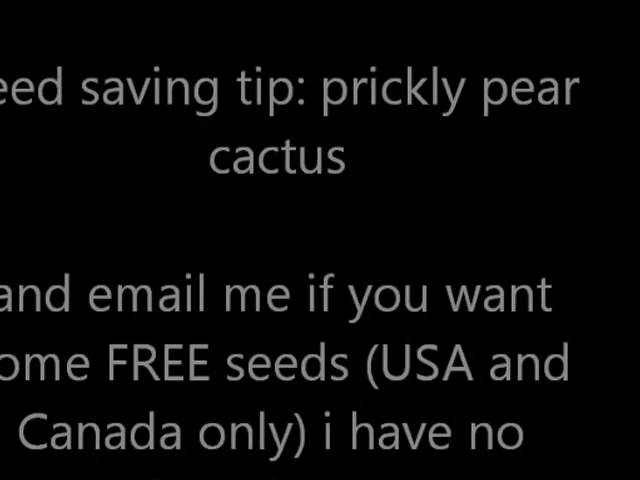 eed saving tip: prickly pear
cactus
and email me if you want
ome FREE seeds (USA and
Canada only) i have no